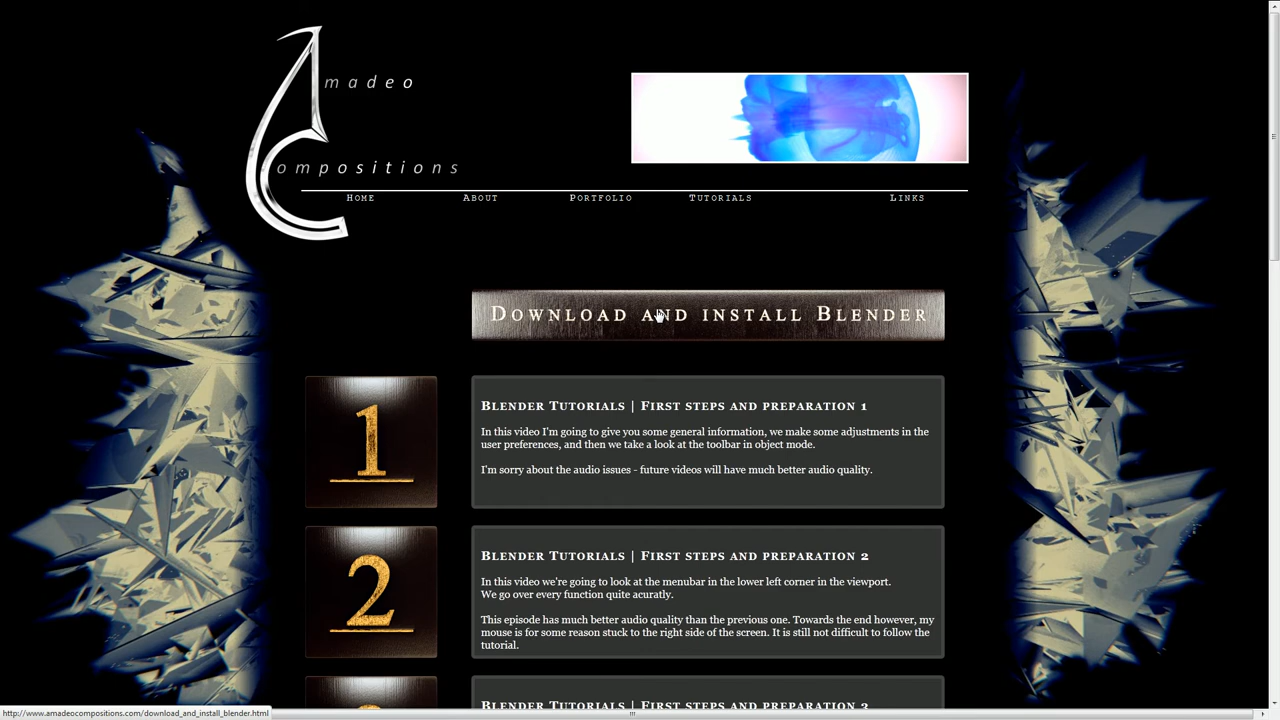 Amadeo
Compositions
Home About Portfolio Tutorials Links
Download and install Blender
1
Blender Tutorials | First steps and preparation 1
In this video I'm going to give you some general information, we make some adjustments in the
user preferences, and then we take a look at the toolbar in object mode.
I'm sorry about the audio issues - future videos will have much better audio quality.
2
Blender Tutorials | First steps and preparation 2
In this video we're going to look at the menubar in the lower left corner in the viewport.
We go over every function quite acuratly.
This episode has much better audio quality than the previous one. Towards the end however, my
mouse is for some reason stuck to the right side of the screen. It is still not difficult to follow the
tutorial.
Blender Tutorials | First steps and preparation 3
http://www.amadeocompositions.com/download_and_install_blender.html